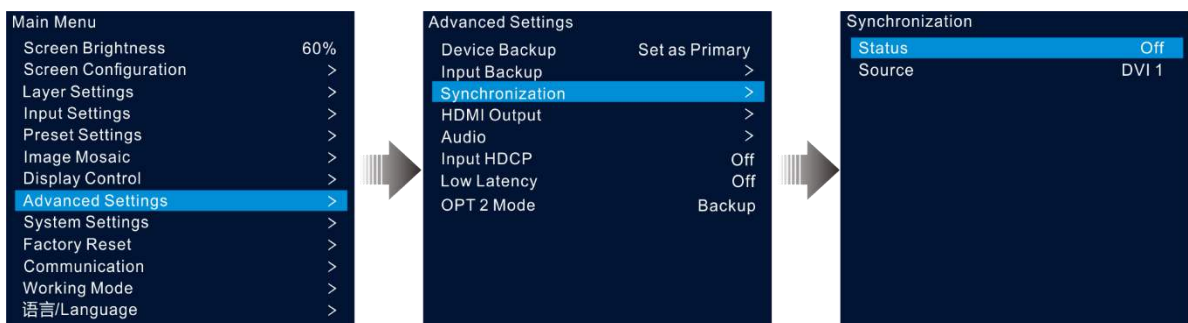 Main Menu
Screen Brightness 60%
Screen Configuration >
Layer Settings >
Input Settings >
Preset Settings >
Image Mosaic >
Display Control >
Advanced Settings >
System Settings >
Factory Reset >
Communication >
Working Mode >
语言/Language >
Advanced Settings
Device Backup Set as Primary
Input Backup >
Synchronization >
HDMI Output >
Audio >
Input HDCP Off
Low Latency Off
OPT 2 Mode Backup
Synchronization
Status Off
Source DVI 1